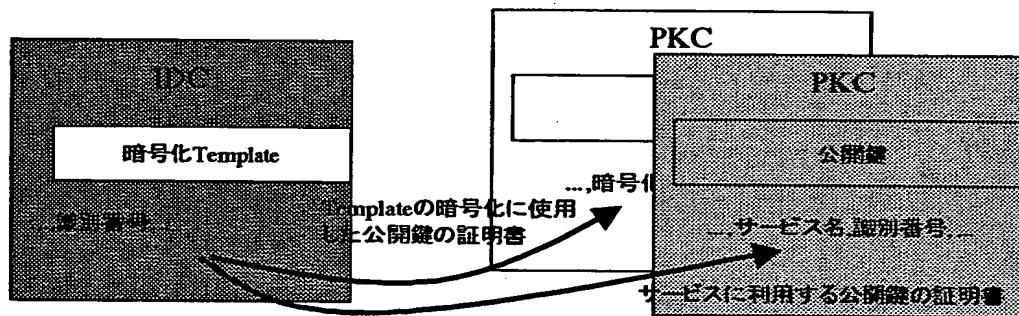 PKC
IDC
PKC
暗号化Template
公開鍵
...,暗号化
...,識別番号,...
Templateの暗号化に使用
した公開鍵の証明書
...,サービス名,識別番号,...
サービスに利用する公開鍵の証明書